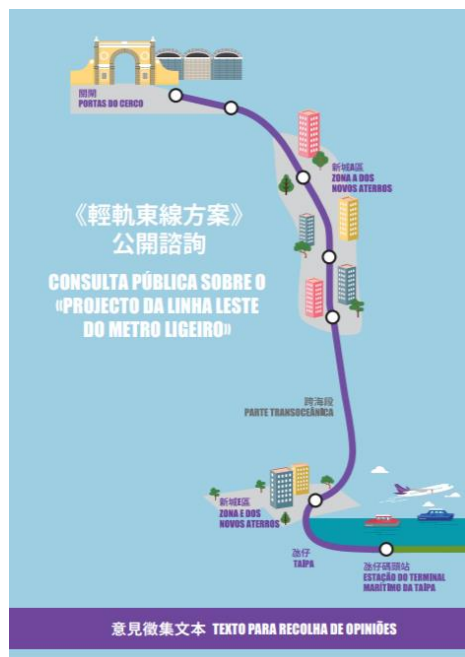 關閘
PORTAS DO CERCO
新城A區
ZONA A DOS
NOVOS ATERROS
《輕軌東線方案》
公開諮詢
CONSULTA PÚBLICA SOBRE O
«PROJECTO DA LINHA LESTE
DO METRO LIGEIRO»
跨海段
PARTE TRANSOCEÂNICA
新城E區
ZONA E DOS
NOVOS ATERROS
氹仔
TAIPA
氹仔碼頭站
ESTAÇÃO DO TERMINAL
MARÍTIMO DA TAIPA
意見徵集文本 TEXTO PARA RECOLHA DE OPINIÕES